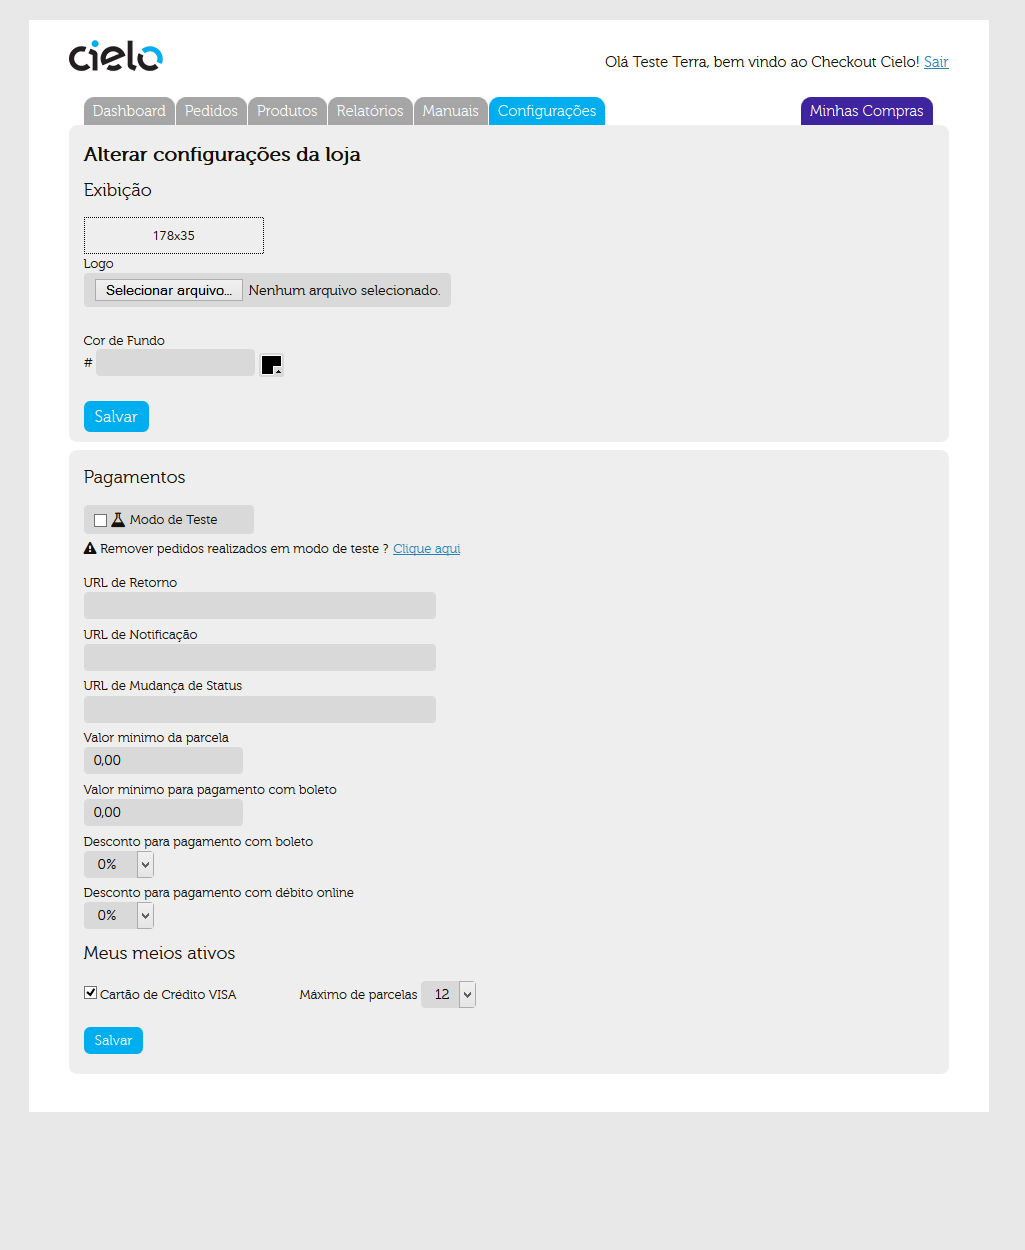 cielo
Olá Teste Terra, bem vindo ao Checkout Cielo! Sair
Dashboard Pedidos Produtos Relatórios Manuais Configurações Minhas Compras
Alterar configurações da loja
Exibição
178x35
Logo
Selecionar arquivo... Nenhum arquivo selecionado.
Cor de Fundo
#
Salvar
Pagamentos
Modo de Teste
Remover pedidos realizados em modo de teste ? Clique aqui
URL de Retorno
URL de Notificação
URL de Mudança de Status
Valor minimo da parcela
0,00
Valor minimo para pagamento com boleto
0,00
Desconto para pagamento com boleto
0%
Desconto para pagamento com débito online
0%
Meus meios ativos
Cartão de Crédito VISA Máximo de parcelas 12
Salvar